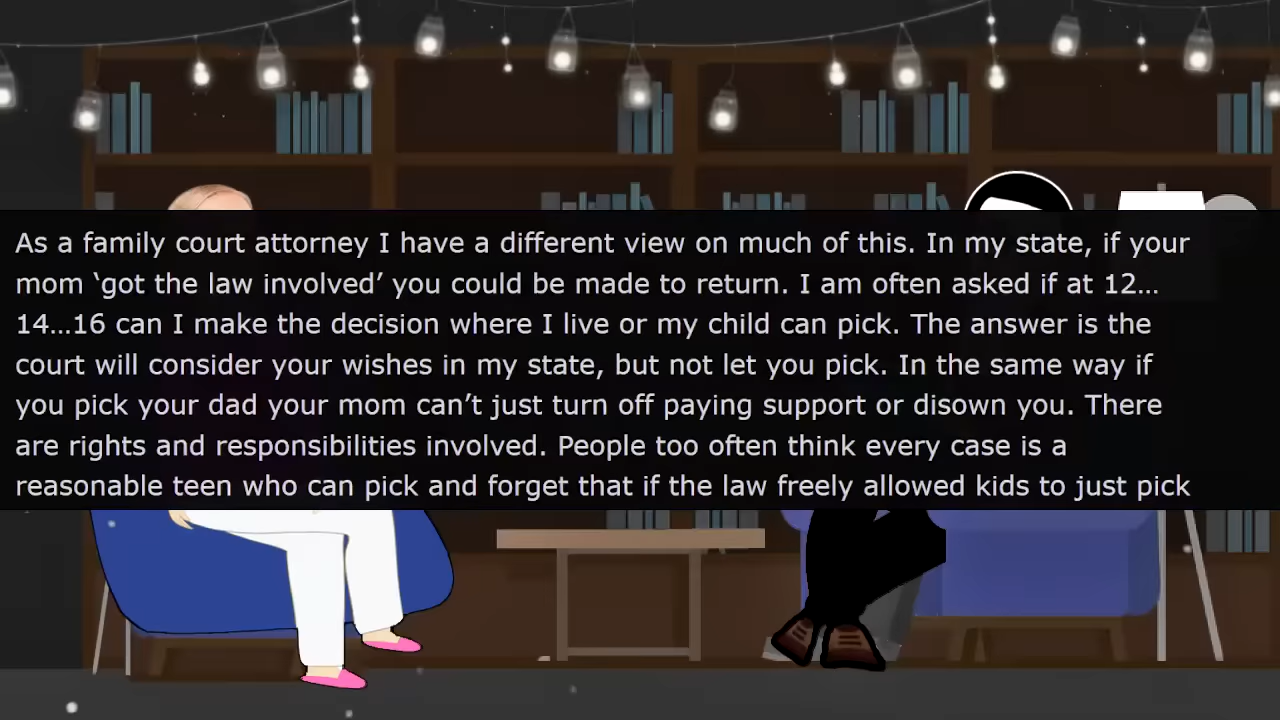 As a family court attorney I have a different view on much of this. In my state, if your
mom ‘got the law involved’ you could be made to return. I am often asked if at 12…
14…16 can I make the decision where I live or my child can pick. The answer is the
court will consider your wishes in my state, but not let you pick. In the same way if
you pick your dad your mom can’t just turn off paying support or disown you. There
are rights and responsibilities involved. People too often think every case is a
reasonable teen who can pick and forget that if the law freely allowed kids to just pick